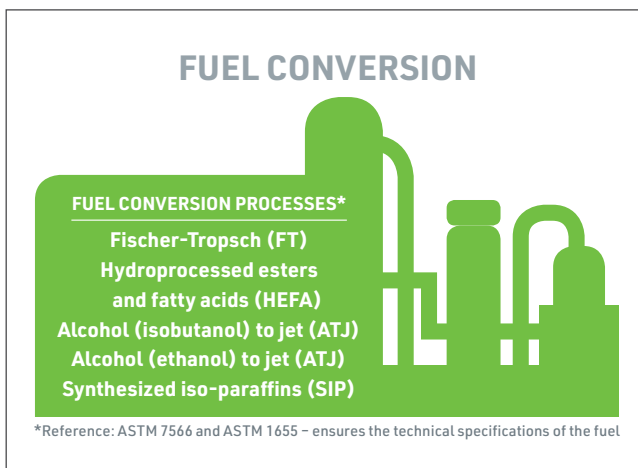 FUEL CONVERSION
FUEL CONVERSION PROCESSES*
Fischer-Tropsch (FT)
Hydroprocessed esters
and fatty acids (HEFA)
Alcohol (isobutanol) to jet (ATJ)
Alcohol (ethanol) to jet (ATJ)
Synthesized iso-paraffins (SIP)
*Reference: ASTM 7566 and ASTM 1655 – ensures the technical specifications of the fuel